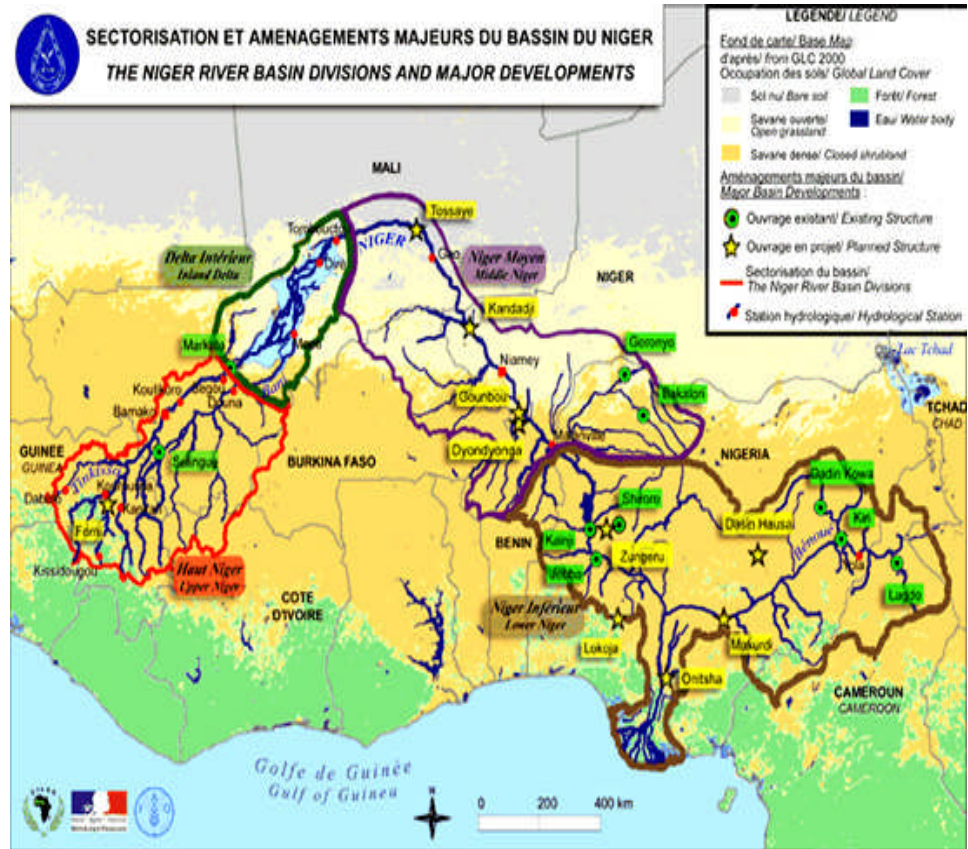 SECTORISATION ET AMENAGEMENTS MAJEURS DU BASSIN DU NIGER
THE NIGER RIVER BASIN DIVISIONS AND MAJOR DEVELOPMENTS
LEGENDE/ LEGEND
Fond de carte/ Base Map
d'après/ from GLC 2000
Occupation des sols/ Global Land Cover
Sol nu/ Bare soil
Forêt/ Forest
Savane ouverte/
Open grassland
Eau/ Water body
Savane dense/ Closed shrubland
Aménagements majeurs du bassin/
Major Basin Developments :
Ouvrage existant/ Existing Structure
Ouvrage en projet/ Planned Structure
Sectorisation du bassin/
The Niger River Basin Divisions
Station hydrologique/ Hydrological Station
MALI
Tossaye
NIGER
Delta Intérieur
Inland Delta
Diré
Gao
Niger Moyen
Middle Niger
NIGER
Kandadji
Lac Tchad
Niamey
Goronyo
Bakalori
TCHAD
CHAD
Koulikoro
Bamako
Gounbou
Dyondyonga
GUINEE
GUINEA
Tinkisso
Selingue
BURKINA FASO
NIGERIA
Fomi
Kissidougou
Haut Niger
Upper Niger
BENIN
Kainji
Shiroro
Zungeru
Jebba
Dasin Hausa
Bénoué
Kiri
Lagdo
COTE
D'IVOIRE
Niger Inférieur
Lower Niger
Lokoja
Makurdi
Onitsha
CAMEROUN
CAMEROON
Golfe de Guinée
Gulf of Guinea
N
0 200 400 km